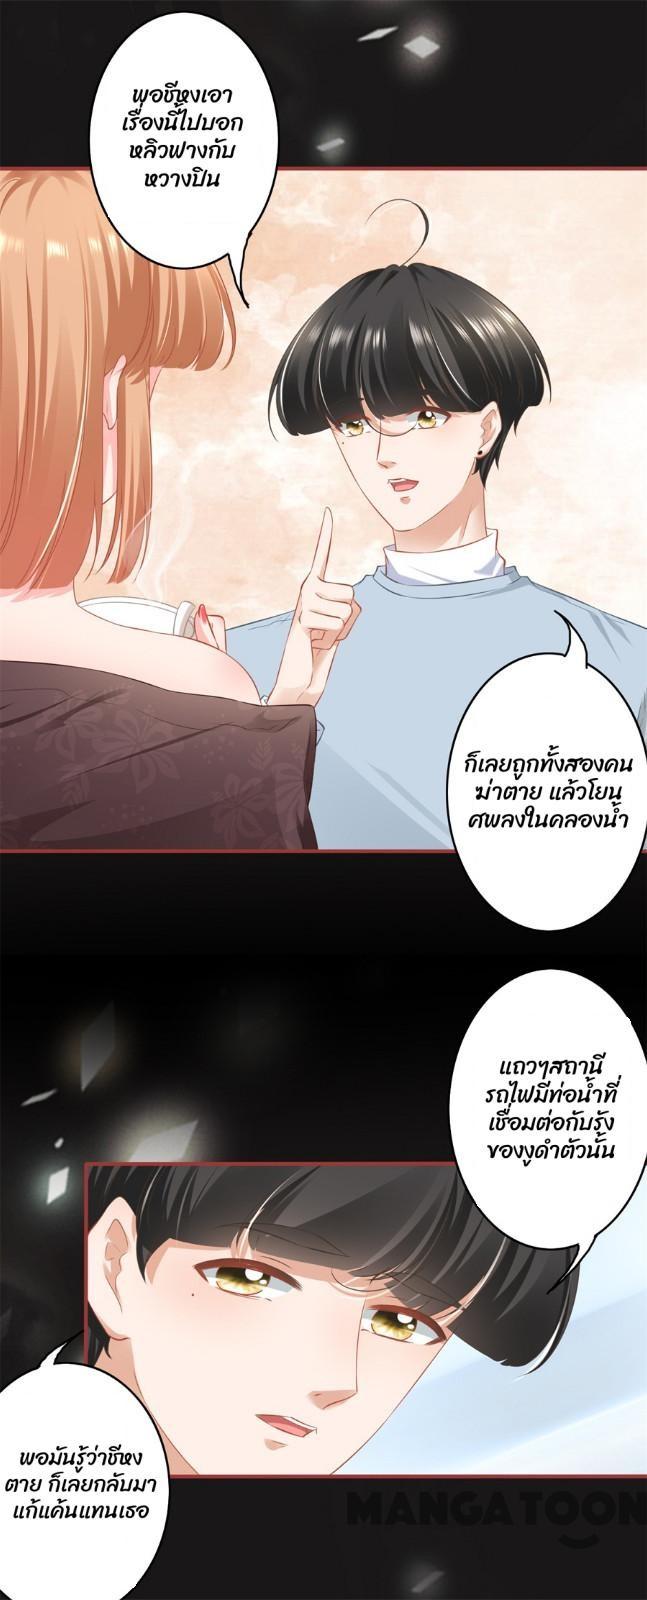 พอชีหงเอา
เรื่องนี้ไปบอก
หลิวฟางกับ
หวางปิน
ก็เลยถูกทั้งสองคน
ฆ่าตาย แล้วโยน
ศพลงในคลองน้ำ
แถวๆสถานี
รถไฟมีท่อน้ำที่
เชื่อมต่อกับรัง
ของงูดำตัวนั้น
พอมันรู้ว่าชีหง
ตาย ก็เลยกลับมา
แก้แค้นแทนเธอ
MANGATOON